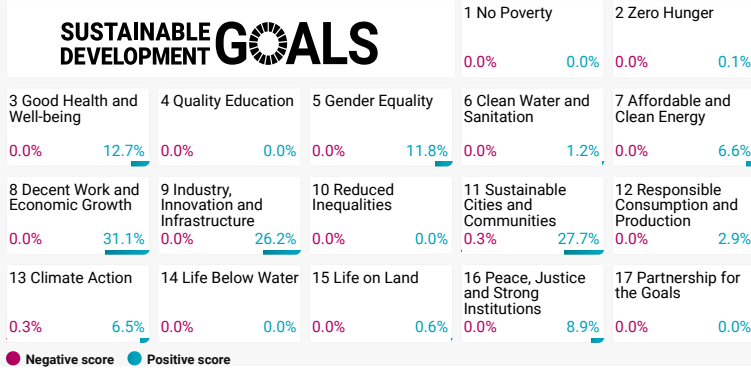 SUSTAINABLE
DEVELOPMENT
GOALS
1 No Poverty
0.0% 0.0%
2 Zero Hunger
0.0% 0.1%
3 Good Health and
Well-being
0.0% 12.7%
4 Quality Education
0.0% 0.0%
5 Gender Equality
0.0% 11.8%
6 Clean Water and
Sanitation
0.0% 1.2%
7 Affordable and
Clean Energy
0.0% 6.6%
8 Decent Work and
Economic Growth
0.0% 31.1%
9 Industry,
Innovation and
Infrastructure
0.0% 26.2%
10 Reduced
Inequalities
0.0% 0.0%
11 Sustainable
Cities and
Communities
0.3% 27.7%
12 Responsible
Consumption and
Production
0.0% 2.9%
13 Climate Action
0.3% 6.5%
14 Life Below Water
0.0% 0.0%
15 Life on Land
0.0% 0.6%
16 Peace, Justice
and Strong
Institutions
0.0% 8.9%
17 Partnership for
the Goals
0.0% 0.0%
Negative score Positive score